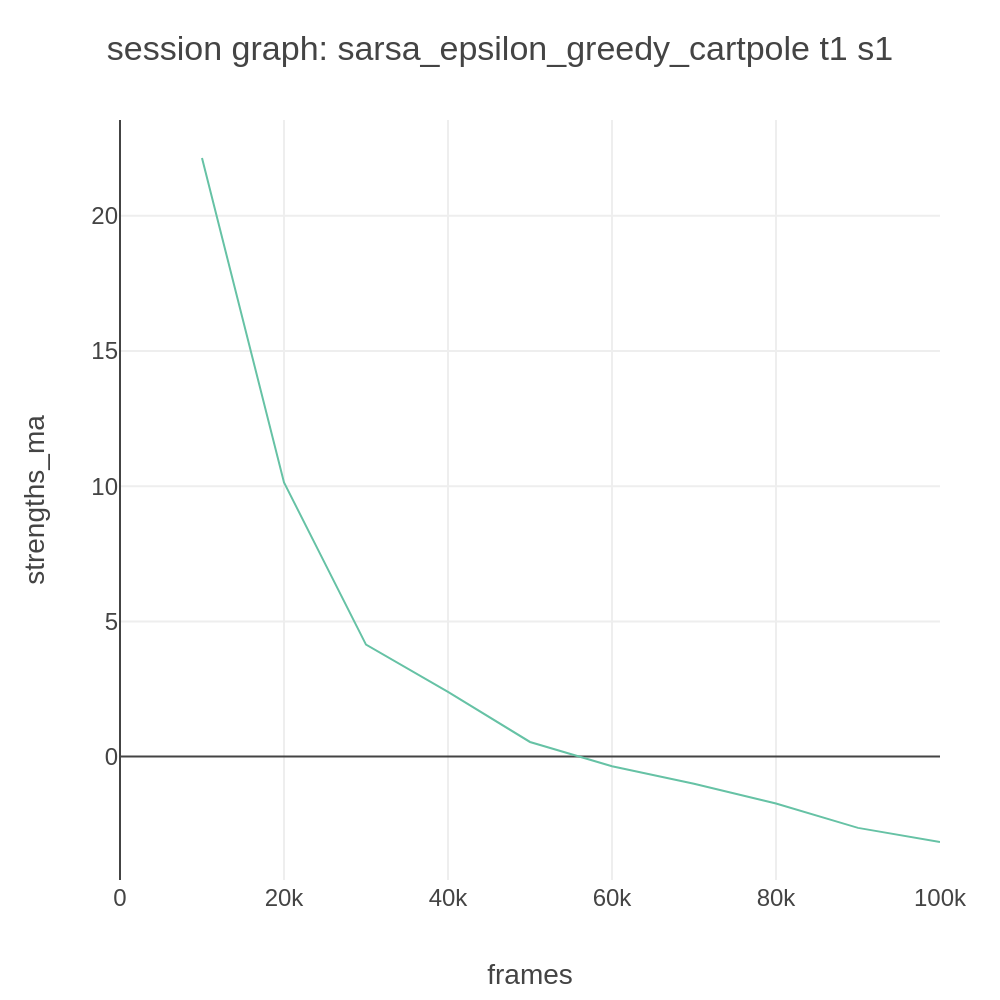 session graph: sarsa_epsilon_greedy_cartpole t1 s1
strengths_ma
20
15
10
5
0
0
20k
40k
60k
80k
100k
frames